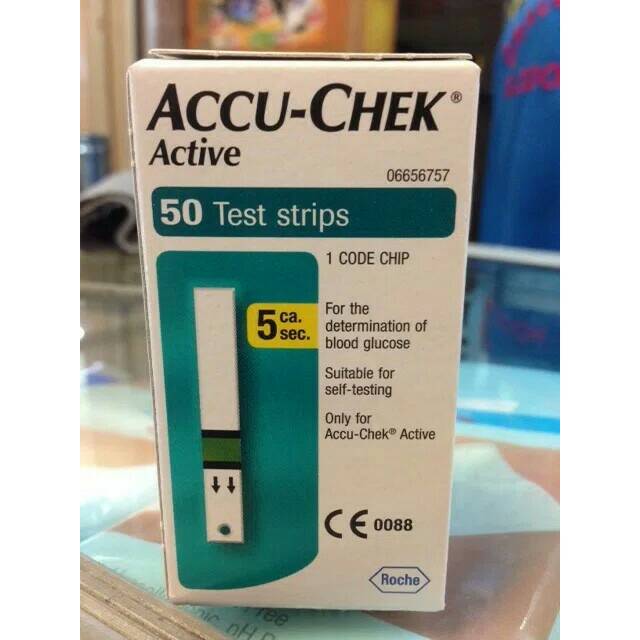 ACCU-CHEK®
Active
06656757
50 Test strips
1 CODE CHIP
5 ca. sec.
For the
determination of
blood glucose
Suitable for
self-testing
Only for
Accu-Chek® Active
CE 0088
Roche